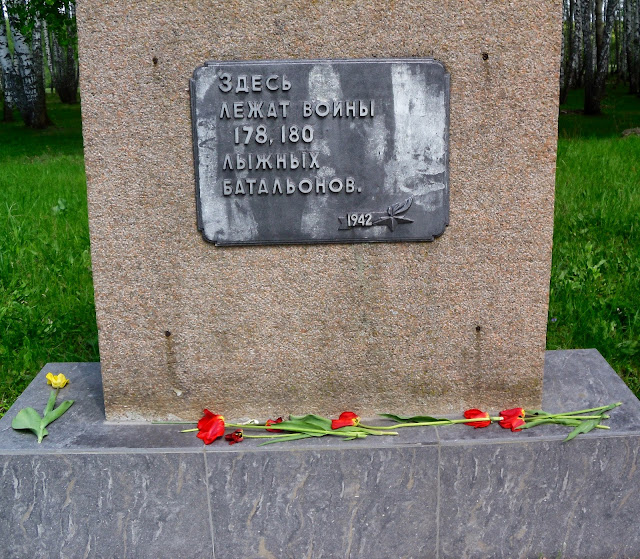 ЗДЕСЬ
ЛЕЖАТ ВОИНЫ
178, 180
ЛЫЖНЫХ
БАТАЛЬОНОВ.
1942